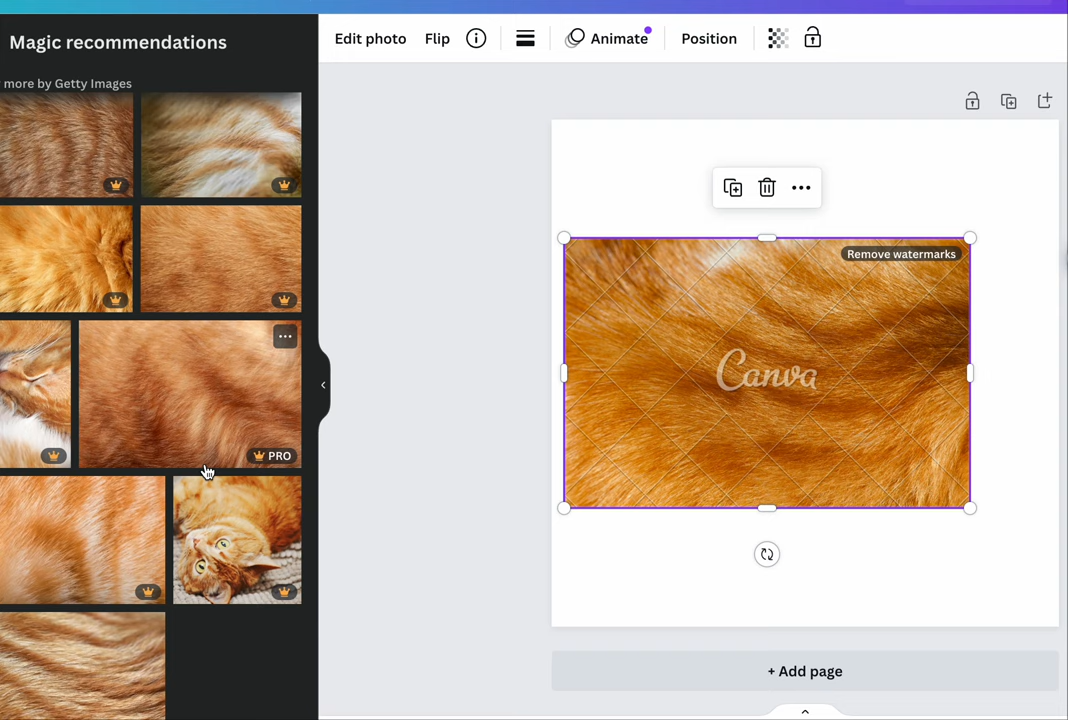 Magic recommendations
more by Getty Images
PRO
Edit photo
Flip
Animate
Position
Remove watermarks
Canva
+ Add page